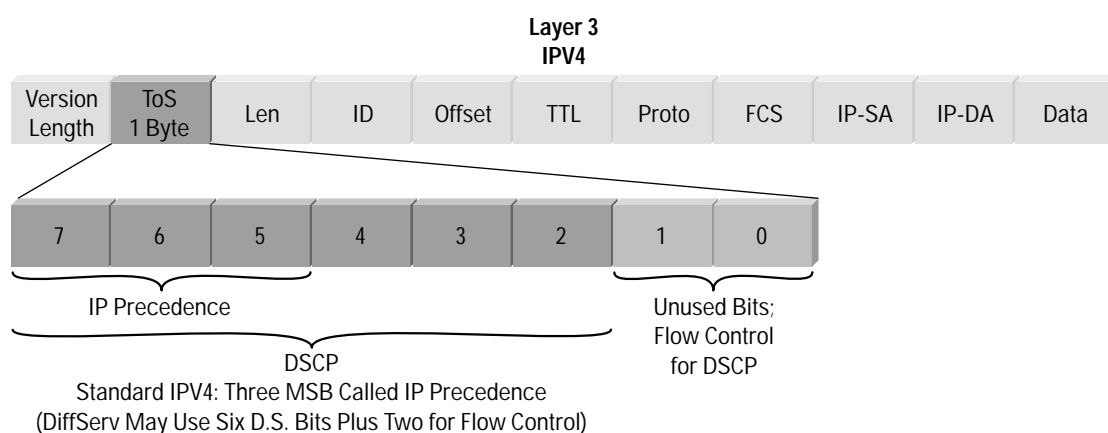 Layer 3
IPV4
Version Length
ToS 1 Byte
Len
ID
Offset
TTL
Proto
FCS
IP-SA
IP-DA
Data
7 6 5 4 3 2 1 0
IP Precedence
Unused Bits;
Flow Control
for DSCP
DSCP
Standard IPV4: Three MSB Called IP Precedence
(DiffServ May Use Six D.S. Bits Plus Two for Flow Control)